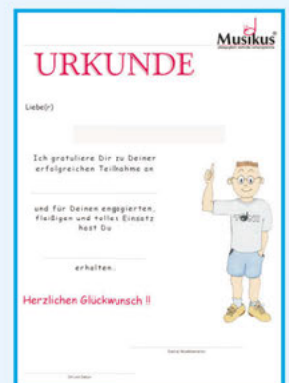 Musikus®
URKUNDE
Liebe(r)
Ich gratuliere Dir zu Deiner
erfolgreichen Teilnahme an
und für Deinen engagierten,
fleißigen und tolles Einsatz
hast Du
erhalten.
Herzlichen Glückwunsch !!